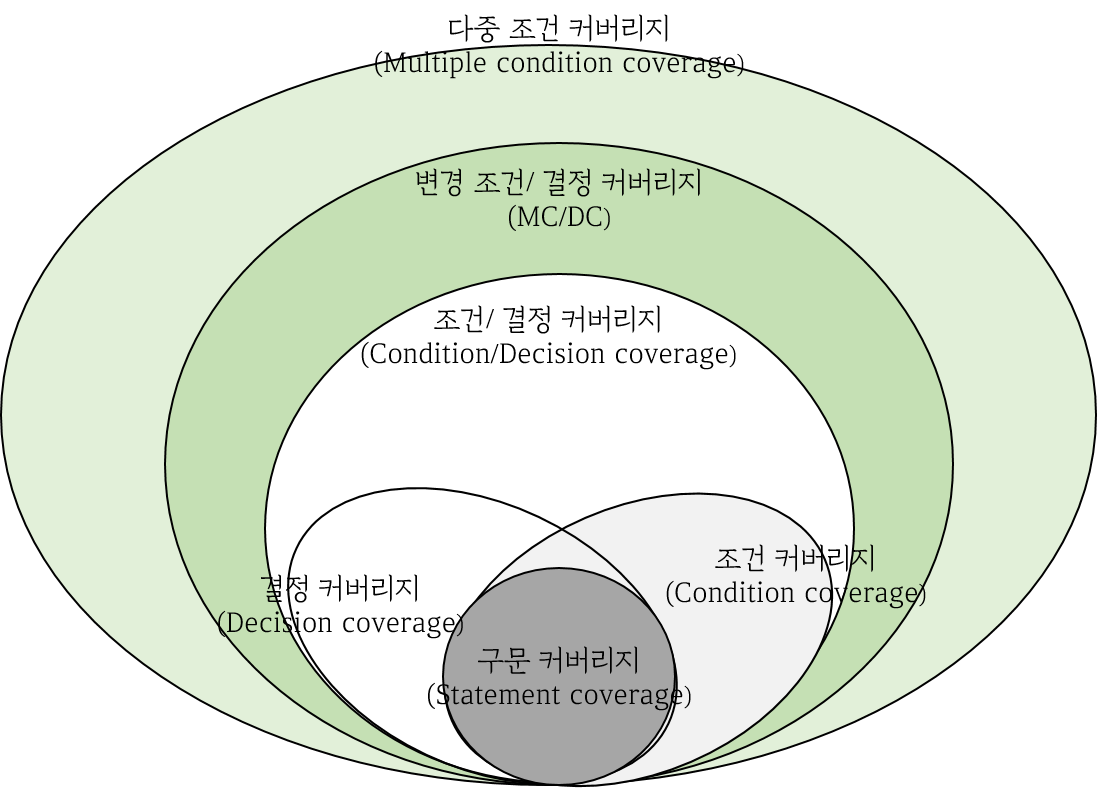 다중 조건 커버리지
(Multiple condition coverage)
변경 조건/ 결정 커버리지
(MC/DC)
조건/ 결정 커버리지
(Condition/Decision coverage)
조건 커버리지
(Condition coverage)
결정 커버리지
(Decision coverage)
구문 커버리지
(Statement coverage)